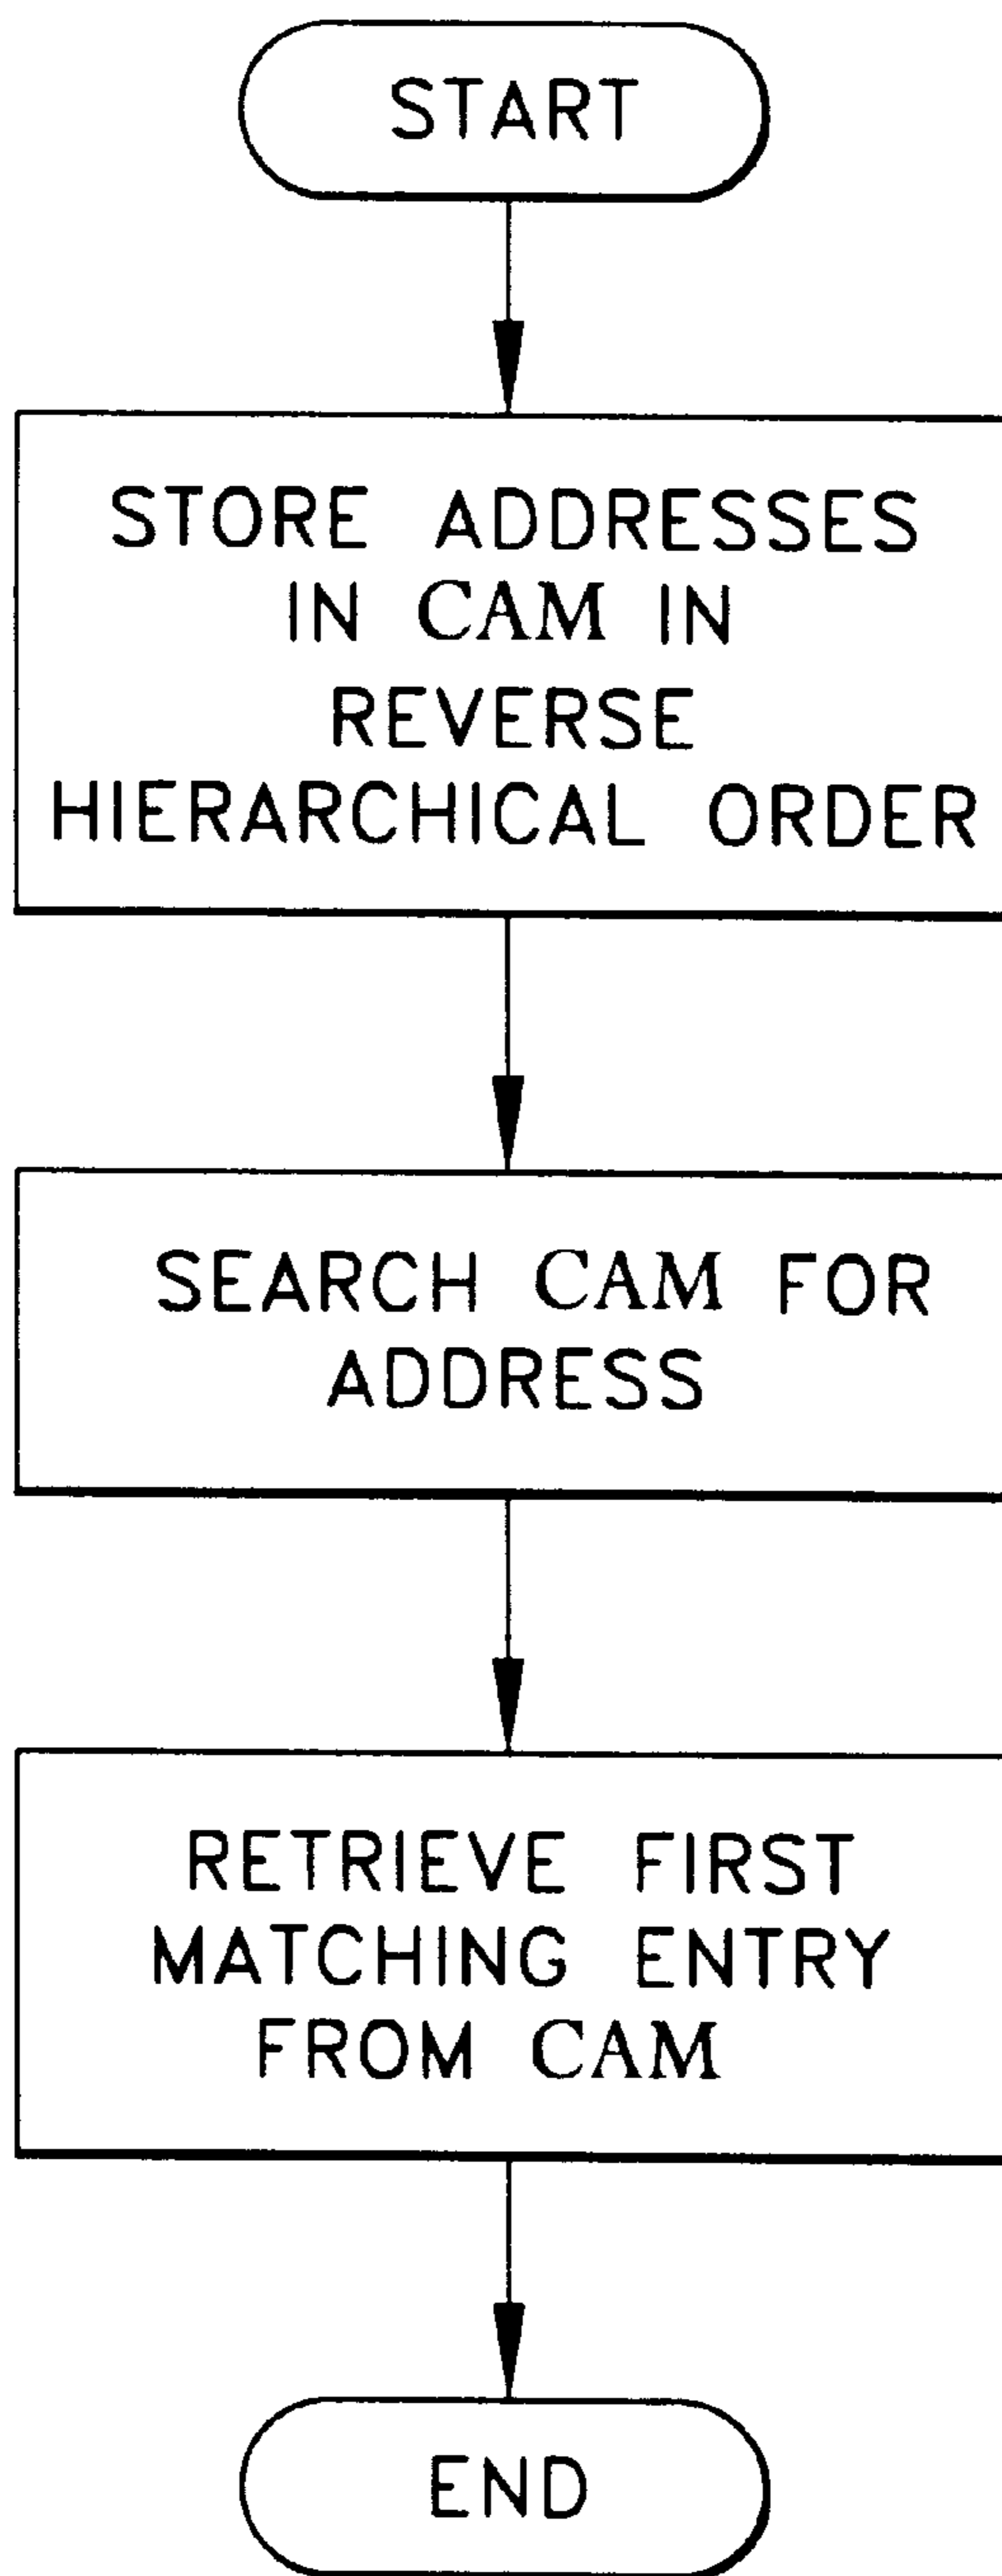 START
STORE ADDRESSES
IN CAM IN
REVERSE
HIERARCHICAL ORDER
SEARCH CAM FOR
ADDRESS
RETRIEVE FIRST
MATCHING ENTRY
FROM CAM
END